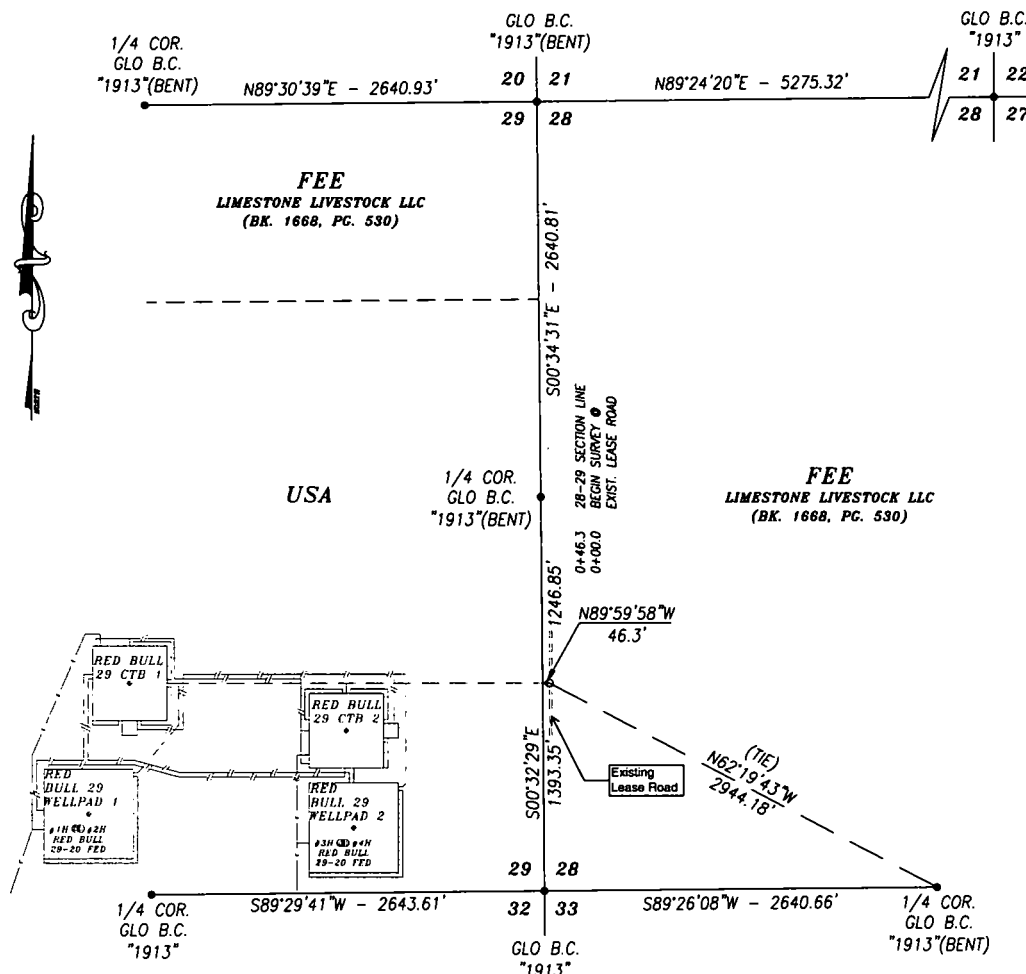 GLO B.C.
"1913"(BENT)
GLO B.C.
"1913"
1/4 COR.
GLO B.C.
"1913"(BENT)
N89°30'39"E - 2640.93'
20 21
29 28
N89°24'20"E - 5275.32'
21 22
28 27
FEE
LIMESTONE LIVESTOCK LLC
(BK. 1668, PG. 530)
S00°34'31"E - 2640.81'
NORTH
USA
1/4 COR.
GLO B.C.
"1913"(BENT)
0+46.3 28-29 SECTION LINE
0+00.0 BEGIN SURVEY @
EXIST. LEASE ROAD
FEE
LIMESTONE LIVESTOCK LLC
(BK. 1668, PG. 530)
1246.85'
N89°59'58"W
46.3'
RED BULL
29 CTB 1
RED BULL
29 CTB 2
S00°32'29"E
1393.35'
Existing
Lease Road
(TIE)
N62°19'43"W
2944.18'
RED
BULL 29
WELLPAD 1
#1H #2H
RED BULL
29-20 FED
RED
BULL 29
WELLPAD 2
#3H #4H
RED BULL
29-20 FED
29 28
32 33
S89°29'41"W - 2643.61'
S89°26'08"W - 2640.66'
1/4 COR.
GLO B.C.
"1913"
GLO B.C.
"1913"
1/4 COR.
GLO B.C.
"1913"(BENT)